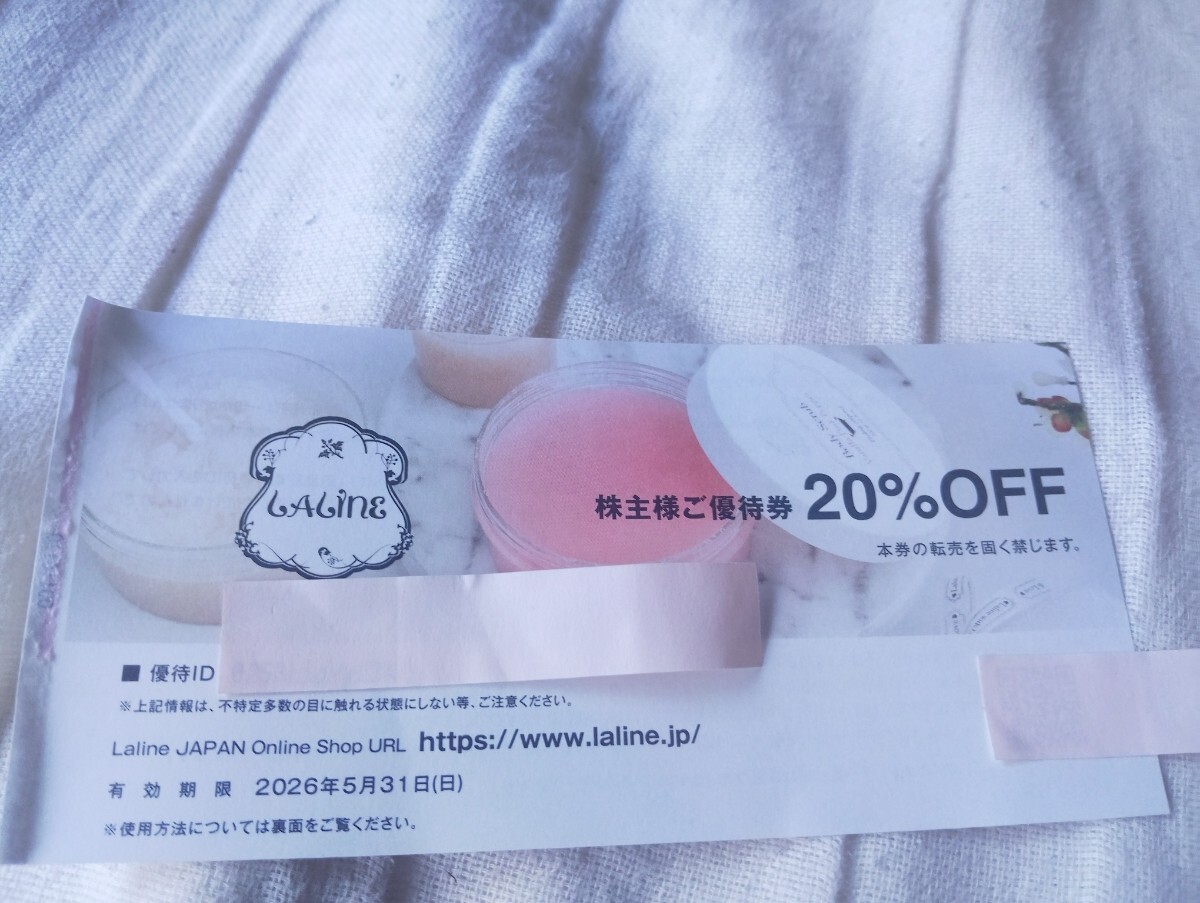 LALINE
株主様ご優待券 20%OFF
本券の転売を固く禁じます。
■ 優待ID
※上記情報は、不特定多数の目に触れる状態にしない等、ご注意ください。
Laline JAPAN Online Shop URL https://www.laline.jp/
有効期限 2026年5月31日(日)
※使用方法については裏面をご覧ください。